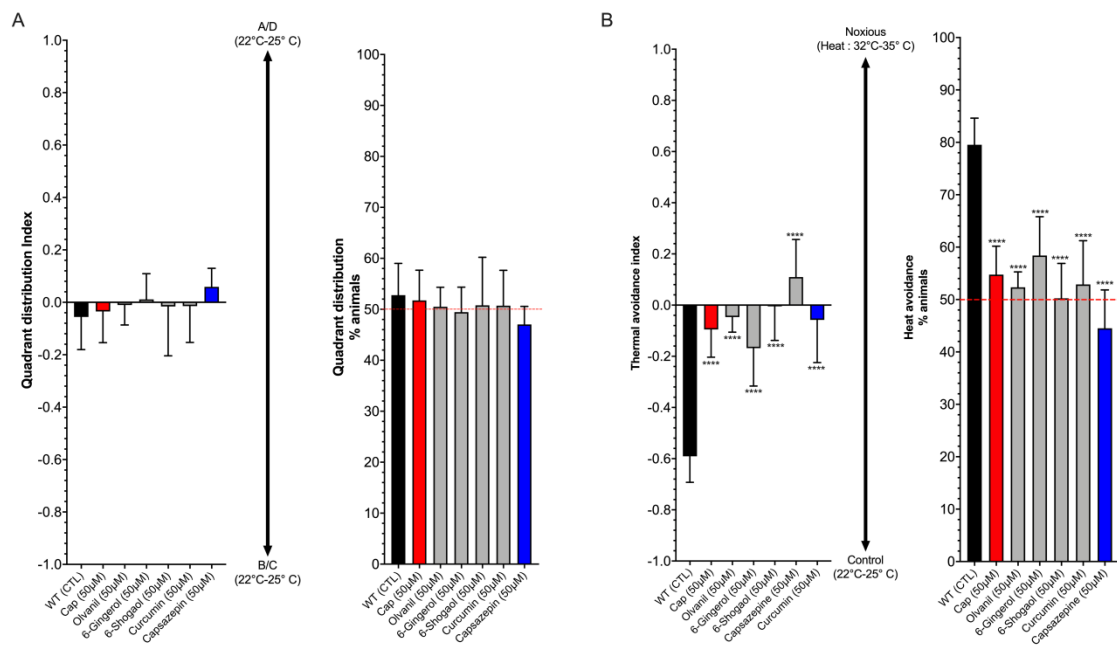 A
A/D
(22°C-25° C)
Quadrant distribution Index
1.0
0.8
0.6
0.4
0.2
0.0
-0.2
-0.4
-0.6
-0.8
-1.0
WT (CTL)
Cap (50µM)
Olvanil (50µM)
6-Gingerol (50µM)
6-Shogaol (50µM)
Curcumin (50µM)
Capsazepin (50µM)
B/C
(22°C-25° C)
Quadrant distribution
% animals
100
90
80
70
60
50
40
30
20
10
0
WT (CTL)
Cap (50µM)
Olvanil (50µM)
6-Gingerol (50µM)
6-Shogaol (50µM)
Curcumin (50µM)
Capsazepin (50µM)
B
Noxious
(Heat : 32°C-35° C)
Thermal avoidance index
1.0
0.8
0.6
0.4
0.2
0.0
-0.2
-0.4
-0.6
-0.8
-1.0
****
****
****
****
****
****
WT (CTL)
Cap (50µM)
Olvanil (50µM)
6-Gingerol (50µM)
6-Shogaol (50µM)
Capsazepine (50µM)
Curcumin (50µM)
Control
(22°C-25° C)
Heat avoidance
% animals
100
90
80
70
60
50
40
30
20
10
0
****
****
****
****
****
****
WT (CTL)
Cap (50µM)
Olvanil (50µM)
6-Gingerol (50µM)
6-Shogaol (50µM)
Curcumin (50µM)
Capsazepine (50µM)